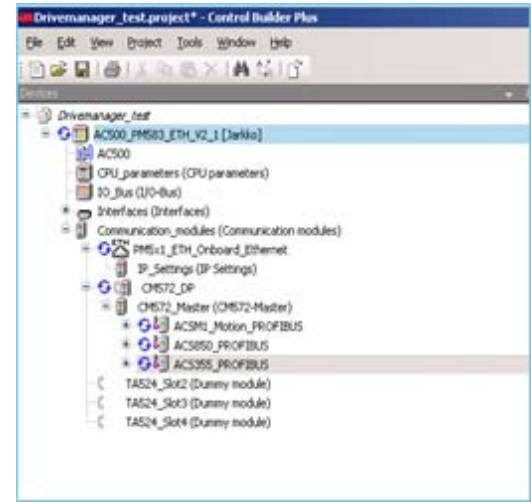 Drivemanager_test.project* - Control Builder Plus
File Edit View Project Tools Window Help
Devices
Drivemanager_test
AC500_PM583_ETH_V2_1 [Jarkko]
AC500
CPU_parameters (CPU parameters)
IO_Bus (I/O-Bus)
Interfaces (Interfaces)
Communication_modules (Communication modules)
PM5x1_ETH_Onboard_Ethernet
IP_Settings (IP Settings)
CM572_DP
CM572_Master (CM572-Master)
ACSM1_Motion_PROFIBUS
ACS850_PROFIBUS
ACS355_PROFIBUS
TA524_Slot2 (Dummy module)
TA524_Slot3 (Dummy module)
TA524_Slot4 (Dummy module)